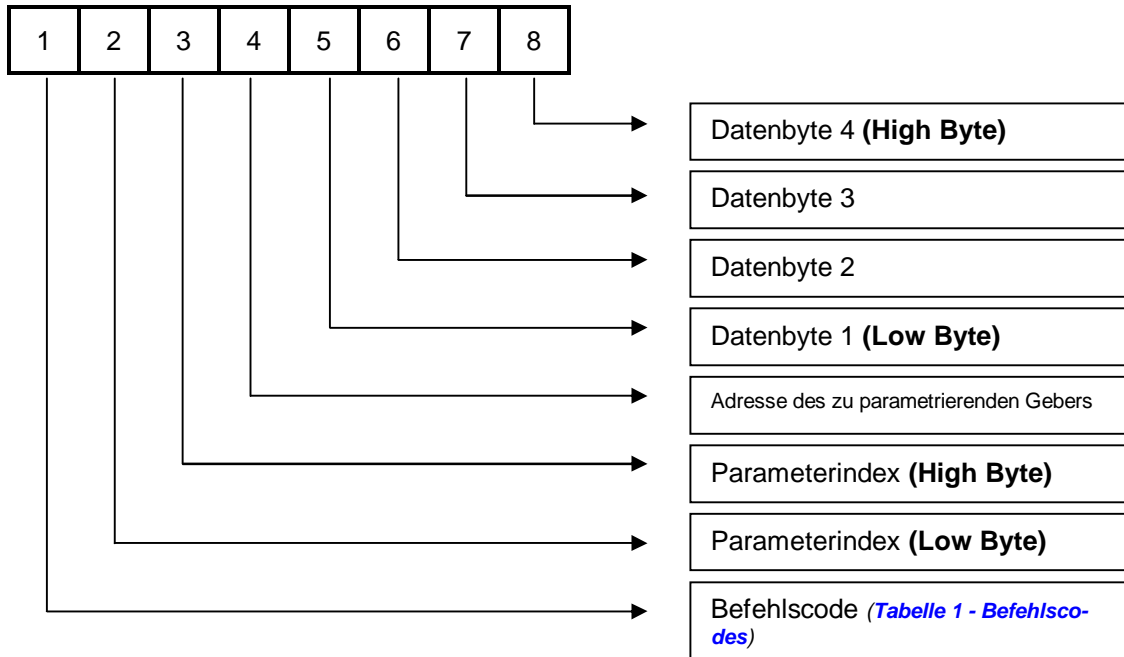 1 2 3 4 5 6 7 8
Datenbyte 4 (High Byte)
Datenbyte 3
Datenbyte 2
Datenbyte 1 (Low Byte)
Adresse des zu parametrierenden Gebers
Parameterindex (High Byte)
Parameterindex (Low Byte)
Befehlscode (Tabelle 1 - Befehlsco-
des)